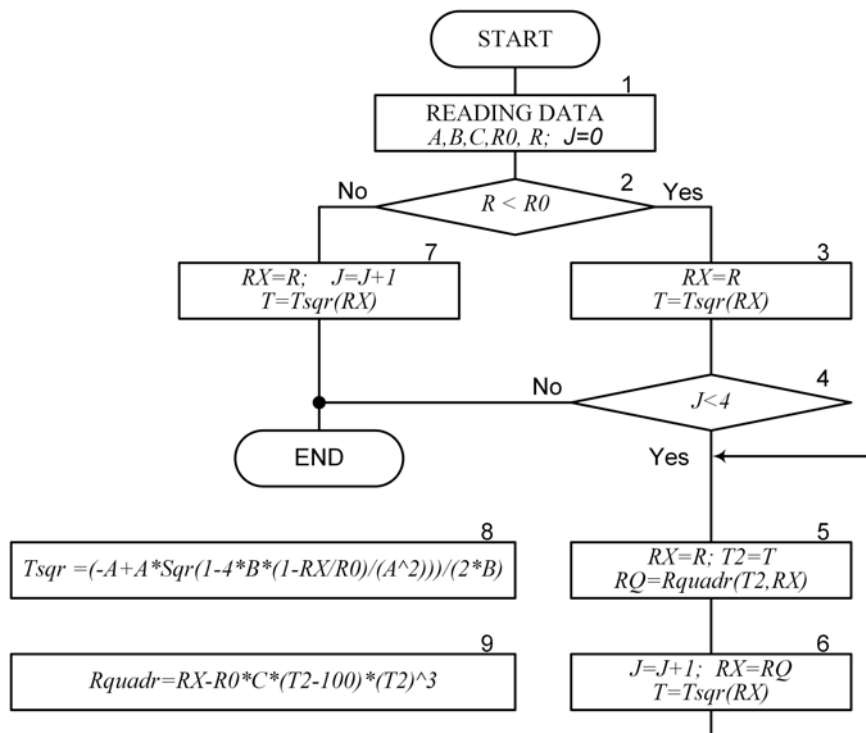 START
1
READING DATA
A,B,C,R0, R; J=0
No
2
Yes
R < R0
7
RX=R; J=J+1
T=Tsqr(RX)
3
RX=R
T=Tsqr(RX)
No
4
J<4
END
Yes
8
Tsqr =(-A+A*Sqr(1-4*B*(1-RX/R0)/(A^2)))/(2*B)
5
RX=R; T2=T
RQ=Rquadr(T2,RX)
9
Rquadr=RX-R0*C*(T2-100)*(T2)^3
6
J=J+1; RX=RQ
T=Tsqr(RX)